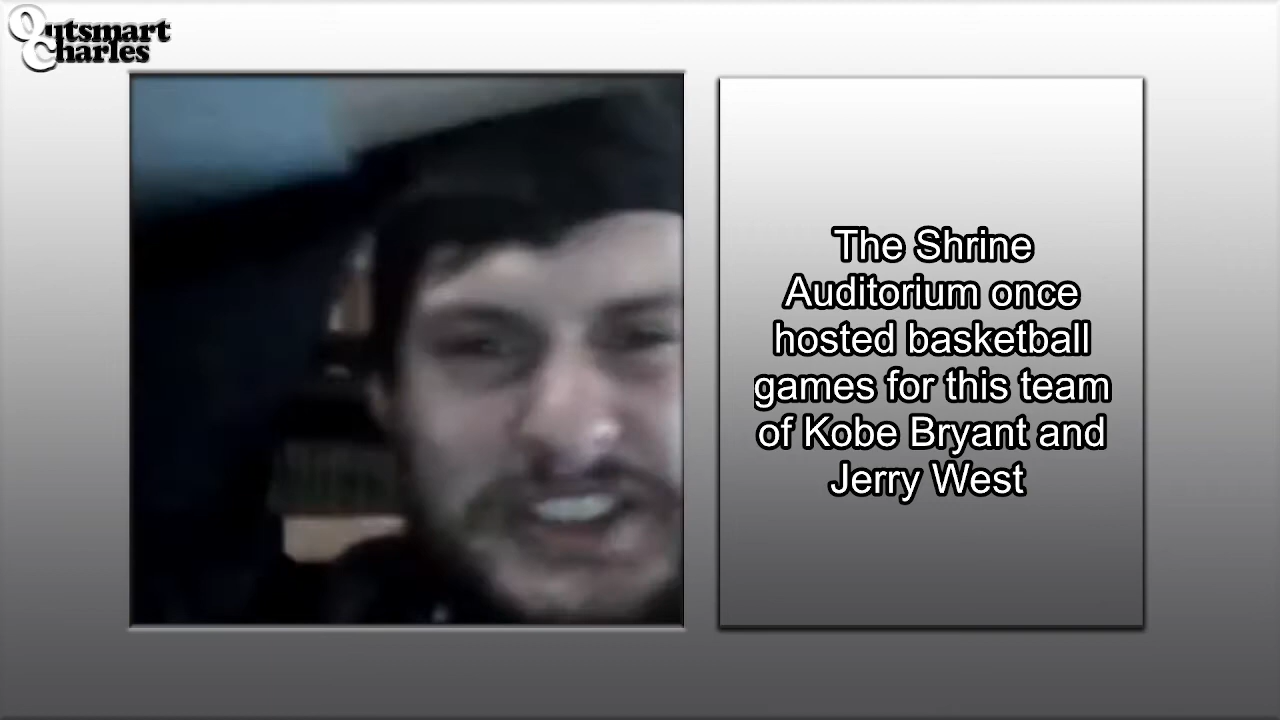 Outsmart
Charles
The Shrine
Auditorium once
hosted basketball
games for this team
of Kobe Bryant and
Jerry West